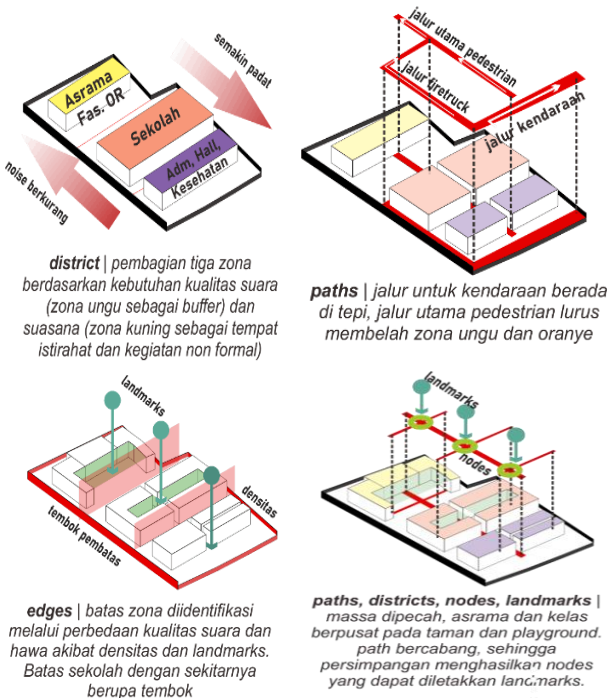 semakin padat
Asrama
Fas. OR
Sekolah
Adm, Hall,
Kesehatan
noise berkurang
district | pembagian tiga zona
berdasarkan kebutuhan kualitas suara
(zona ungu sebagai buffer) dan
suasana (zona kuning sebagai tempat
istirahat dan kegiatan non formal)
jalur utama pedestrian
jalur firetruck
jalur kendaraan
paths | jalur untuk kendaraan berada
di tepi, jalur utama pedestrian lurus
membelah zona ungu dan oranye
landmarks
densitas
tembok pembatas
edges | batas zona diidentifikasi
melalui perbedaan kualitas suara dan
hawa akibat densitas dan landmarks.
Batas sekolah dengan sekitarnya
berupa tembok
landmarks
nodes
paths, districts, nodes, landmarks |
massa dipecah, asrama dan kelas
berpusat pada taman dan playground.
path bercabang, sehingga
persimpangan menghasilkan nodes
yang dapat diletakkan landmarks.